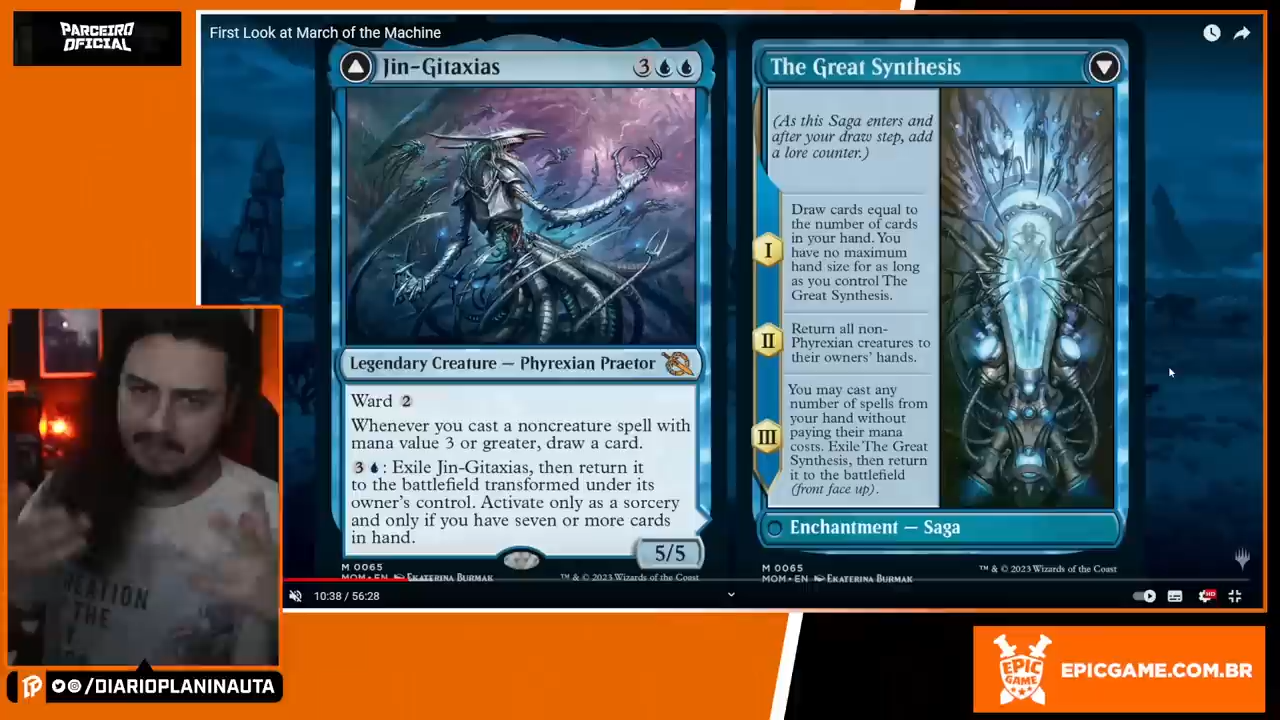 PARCEIRO
OFICIAL
First Look at March of the Machine
Jin-Gitaxias
3
Legendary Creature — Phyrexian Praetor
Ward 2
Whenever you cast a noncreature spell with
mana value 3 or greater, draw a card.
3 : Exile Jin-Gitaxias, then return it
to the battlefield transformed under its
owner's control. Activate only as a sorcery
and only if you have seven or more cards
in hand.
5/5
M 0065
MOM • EN EKATERINA BURMAK
™ & © 2023 Wizards of the Coast
The Great Synthesis
(As this Saga enters and
after your draw step, add
a lore counter.)
I
Draw cards equal to
the number of cards
in your hand. You
have no maximum
hand size for as long
as you control The
Great Synthesis.
II
Return all non-
Phyrexian creatures to
their owners' hands.
III
You may cast any
number of spells from
your hand without
paying their mana
costs. Exile The Great
Synthesis, then return
it to the battlefield
(front face up).
Enchantment — Saga
M 0065
MOM • EN EKATERINA BURMAK
™ & © 2023 Wizards of the Coast
10:38 / 56:28
HD
THE
/DIARIOPLANINAUTA
EPIC
GAME
EPICGAME.COM.BR